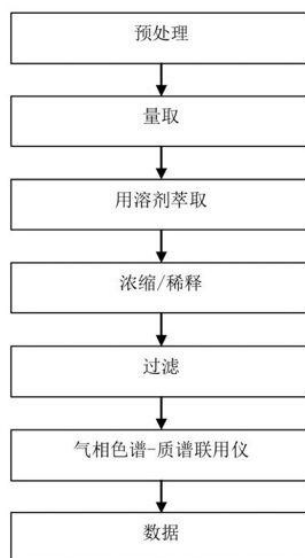 预处理
量取
用溶剂萃取
浓缩/稀释
过滤
气相色谱-质谱联用仪
数据